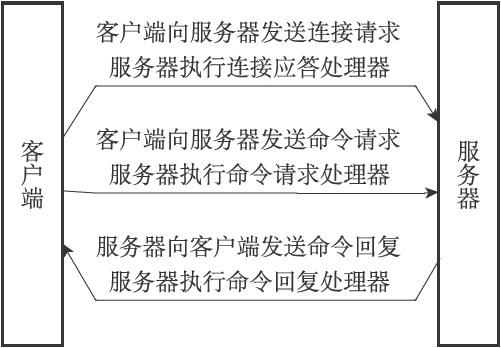 客户端向服务器发送连接请求
服务器执行连接应答处理器
客户端
客户端向服务器发送命令请求
服务器执行命令请求处理器
服务器
服务器向客户端发送命令回复
服务器执行命令回复处理器